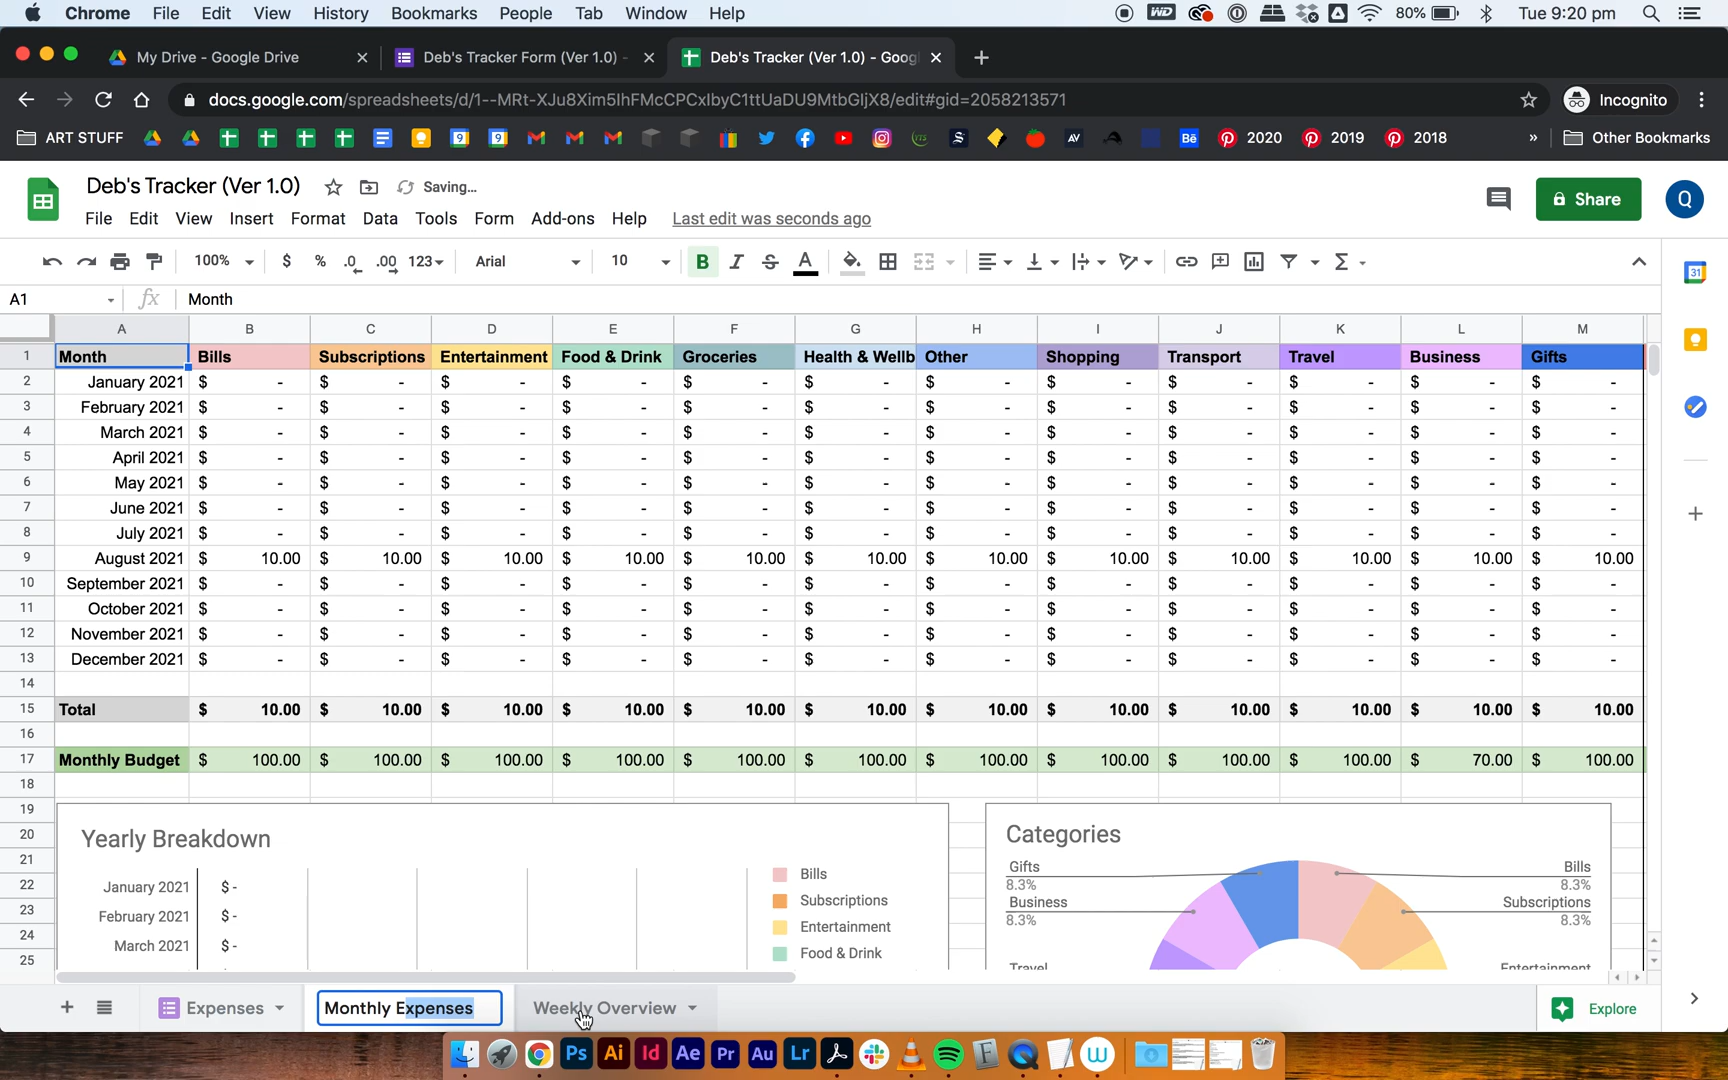 Chrome File Edit View History Bookmarks People Tab Window Help 80% Tue 9:20 pm
My Drive - Google Drive Deb's Tracker Form (Ver 1.0) - Deb's Tracker (Ver 1.0) - Goog
docs.google.com/spreadsheets/d/1--MRt-XJu8Xim5IhFMcCPCxIbyC1ttUaDU9MtbGljX8/edit#gid=2058213571 Incognito
ART STUFF 2020 2019 2018 » Other Bookmarks
Deb's Tracker (Ver 1.0) Saving...
Share Q
File Edit View Insert Format Data Tools Form Add-ons Help Last edit was seconds ago
100% $ % .0 .00 123 Arial 10 B I S A
A1 fx Month
A B C D E F G H I J K L M
1 Month Bills Subscriptions Entertainment Food & Drink Groceries Health & Wellb Other Shopping Transport Travel Business Gifts
2 January 2021 $ - $ - $ - $ - $ - $ - $ - $ - $ - $ - $ - $ -
3 February 2021 $ - $ - $ - $ - $ - $ - $ - $ - $ - $ - $ - $ -
4 March 2021 $ - $ - $ - $ - $ - $ - $ - $ - $ - $ - $ - $ -
5 April 2021 $ - $ - $ - $ - $ - $ - $ - $ - $ - $ - $ - $ -
6 May 2021 $ - $ - $ - $ - $ - $ - $ - $ - $ - $ - $ - $ -
7 June 2021 $ - $ - $ - $ - $ - $ - $ - $ - $ - $ - $ - $ -
8 July 2021 $ - $ - $ - $ - $ - $ - $ - $ - $ - $ - $ - $ -
9 August 2021 $ 10.00 $ 10.00 $ 10.00 $ 10.00 $ 10.00 $ 10.00 $ 10.00 $ 10.00 $ 10.00 $ 10.00 $ 10.00 $ 10.00
10 September 2021 $ - $ - $ - $ - $ - $ - $ - $ - $ - $ - $ - $ -
11 October 2021 $ - $ - $ - $ - $ - $ - $ - $ - $ - $ - $ - $ -
12 November 2021 $ - $ - $ - $ - $ - $ - $ - $ - $ - $ - $ - $ -
13 December 2021 $ - $ - $ - $ - $ - $ - $ - $ - $ - $ - $ - $ -
14
15 Total $ 10.00 $ 10.00 $ 10.00 $ 10.00 $ 10.00 $ 10.00 $ 10.00 $ 10.00 $ 10.00 $ 10.00 $ 10.00 $ 10.00
16
17 Monthly Budget $ 100.00 $ 100.00 $ 100.00 $ 100.00 $ 100.00 $ 100.00 $ 100.00 $ 100.00 $ 100.00 $ 100.00 $ 70.00 $ 100.00
18
19
20 Yearly Breakdown Categories
21 Gifts Bills
22 January 2021 $ - Bills 8.3% 8.3%
23 February 2021 $ - Subscriptions Business Subscriptions
24 March 2021 $ - Entertainment 8.3% 8.3%
25 Food & Drink Travel Entertainment
Expenses Monthly Expenses Weekly Overview Explore
Ps Ai Id Ae Pr Au Lr